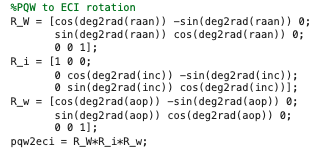 %PQW to ECI rotation
R_W = [cos(deg2rad(raan)) -sin(deg2rad(raan)) 0;
sin(deg2rad(raan)) cos(deg2rad(raan)) 0;
0 0 1];
R_i = [1 0 0;
0 cos(deg2rad(inc)) -sin(deg2rad(inc));
0 sin(deg2rad(inc)) cos(deg2rad(inc))];
R_w = [cos(deg2rad(aop)) -sin(deg2rad(aop)) 0;
sin(deg2rad(aop)) cos(deg2rad(aop)) 0;
0 0 1];
pqw2eci = R_W*R_i*R_w;